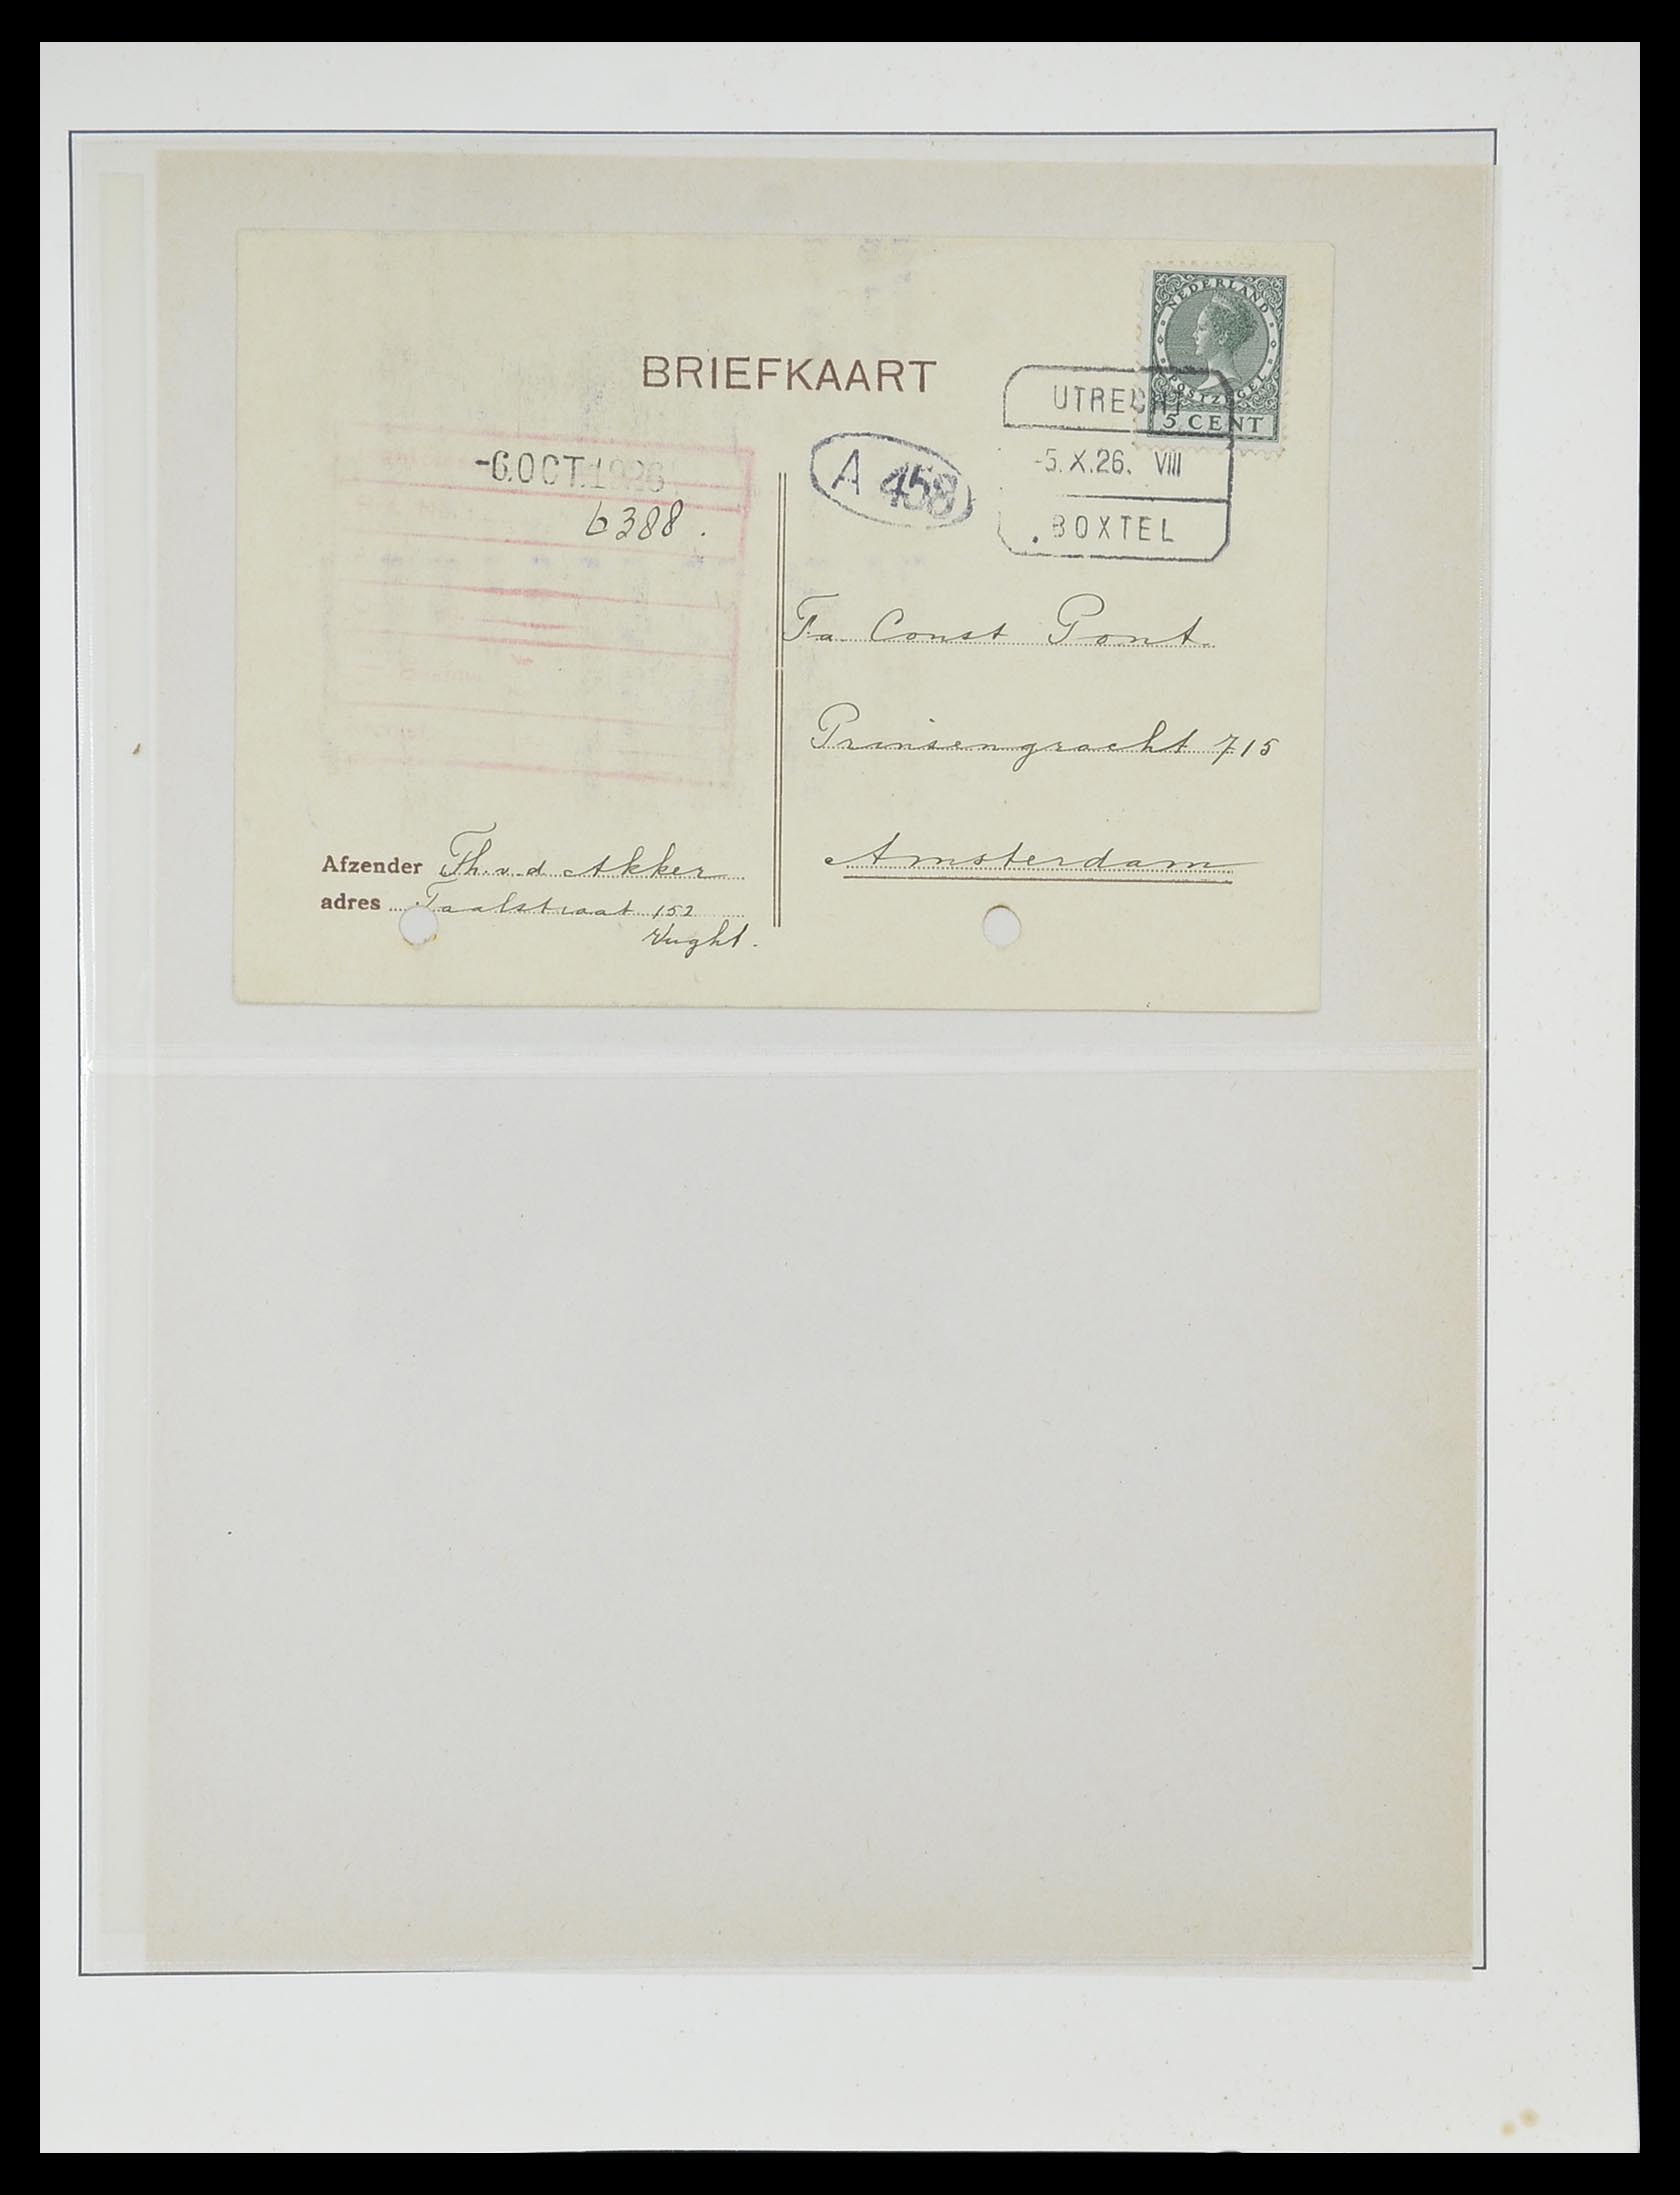 NEDERLAND
POSTZEGEL
5 CENT
BRIEFKAART
UTRECHT
-5.X.26. VIII
BOXTEL
-6.OCT.1926
A 458
6388.
Fa Const Pont.
Prinsengracht 715
Amsterdam
Afzender Th. v. d. Akker
adres Taalstraat 152
Vught.